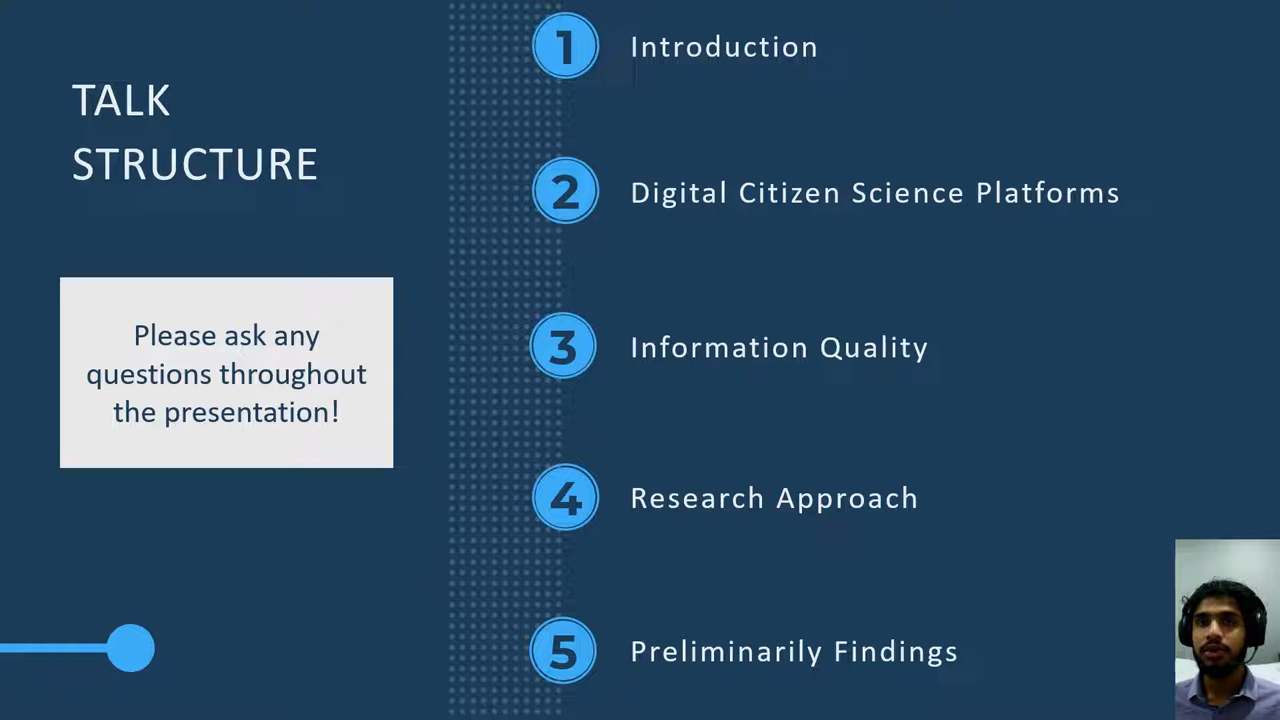 TALK
STRUCTURE
Please ask any
questions throughout
the presentation!
1 Introduction
2 Digital Citizen Science Platforms
3 Information Quality
4 Research Approach
5 Preliminarily Findings